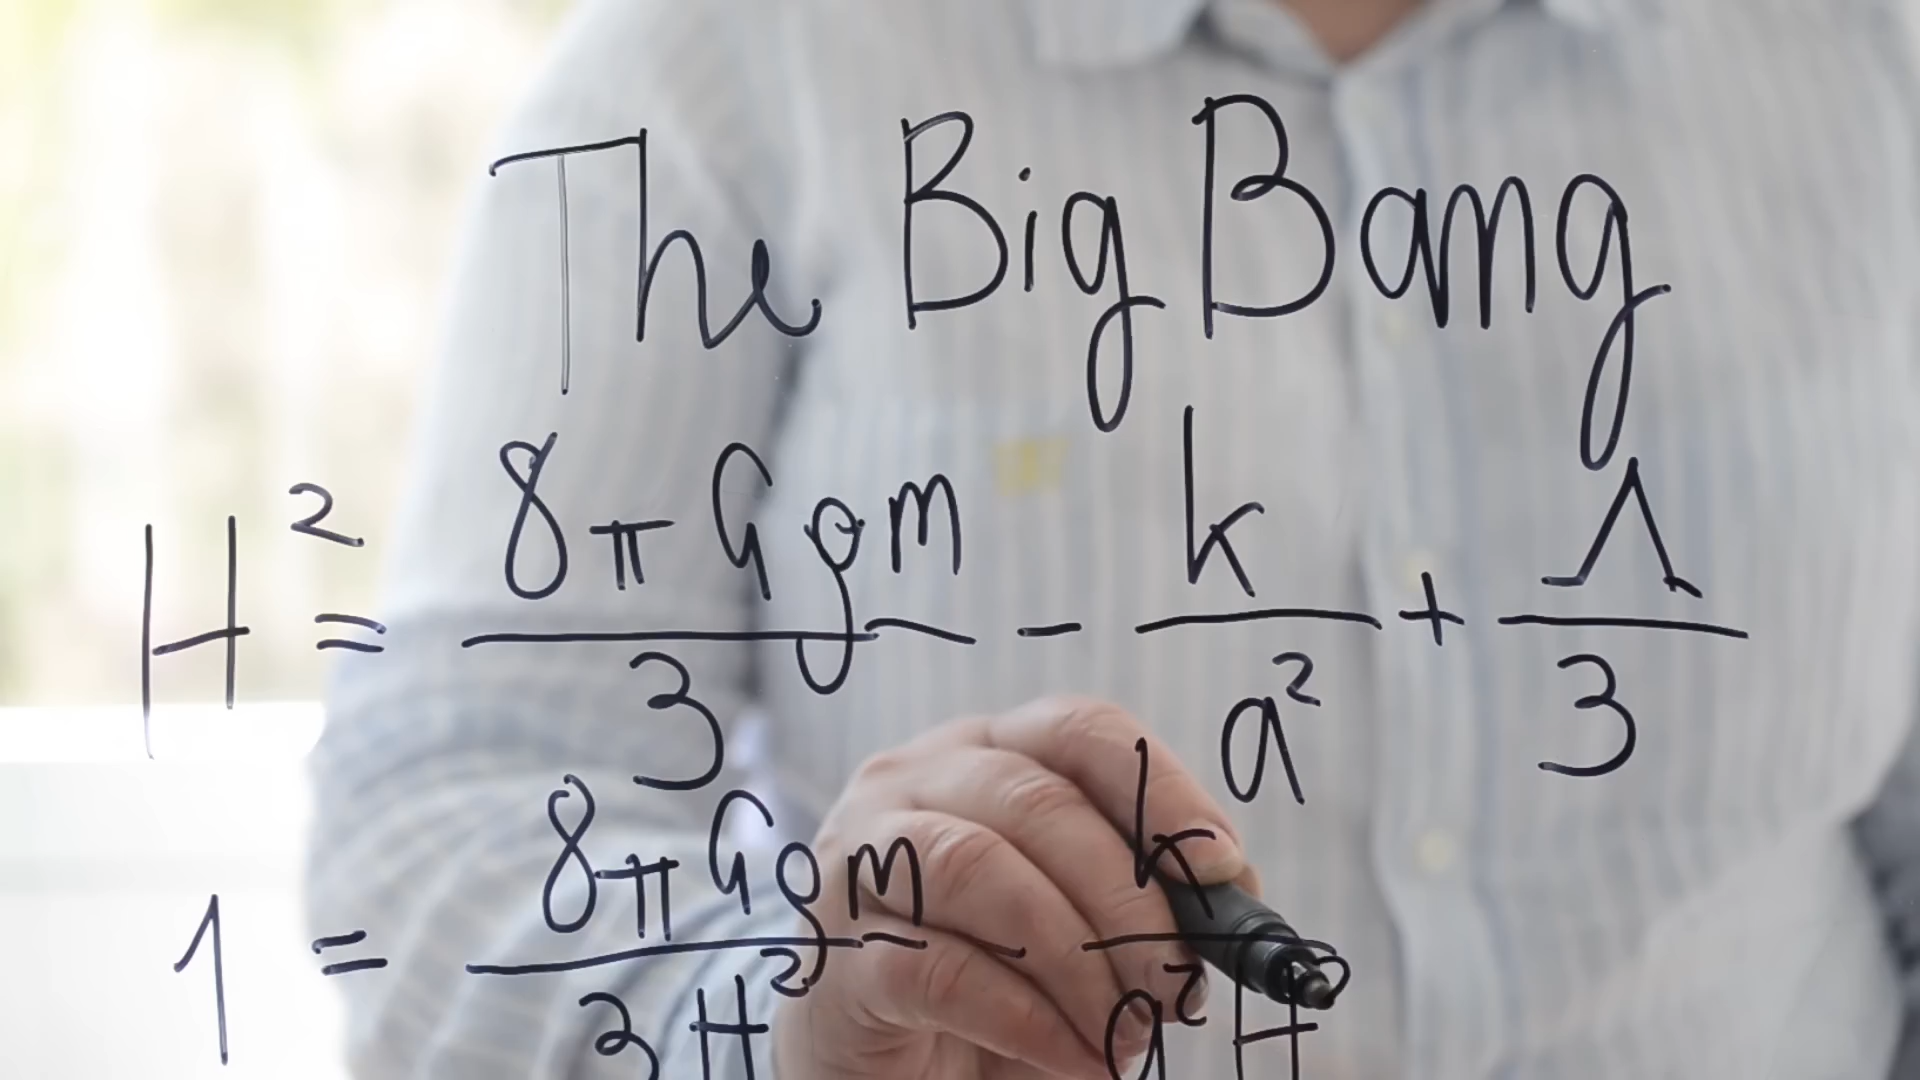 The Big Bang
H² = 8πGρm/3 - k/a² + Λ/3
1 = 8πGρm/3H² - k/a²H²